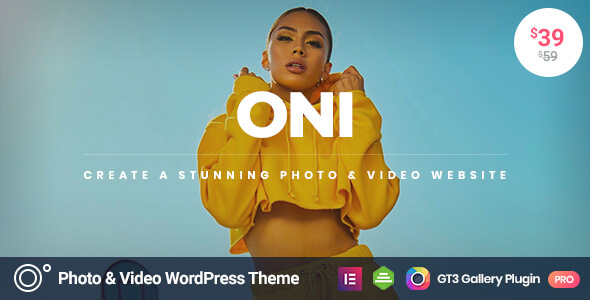 $39
$59
ONI
CREATE A STUNNING PHOTO & VIDEO WEBSITE
Photo & Video WordPress Theme
GT3 Gallery Plugin
PRO